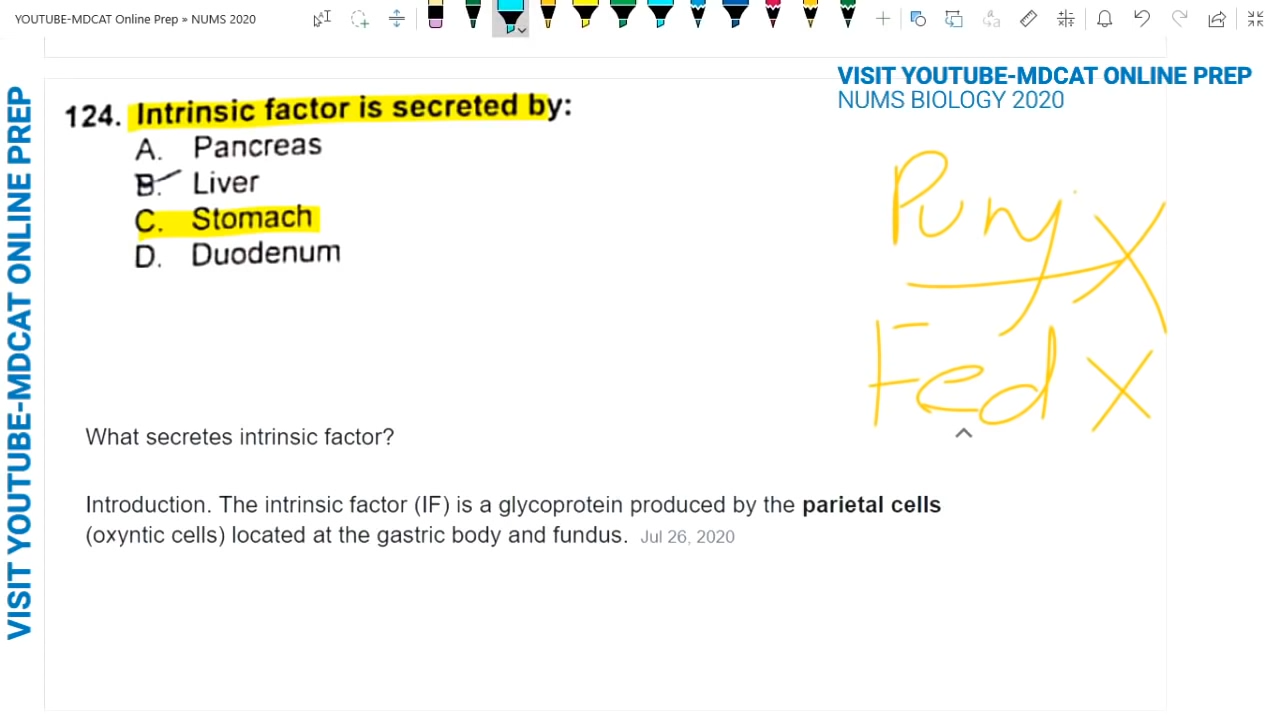 YOUTUBE-MDCAT Online Prep » NUMS 2020
VISIT YOUTUBE-MDCAT ONLINE PREP
VISIT YOUTUBE-MDCAT ONLINE PREP
NUMS BIOLOGY 2020
124. Intrinsic factor is secreted by:
A. Pancreas
B. Liver
C. Stomach
D. Duodenum
Punj X
Fed X
What secretes intrinsic factor?
Introduction. The intrinsic factor (IF) is a glycoprotein produced by the parietal cells
(oxyntic cells) located at the gastric body and fundus. Jul 26, 2020